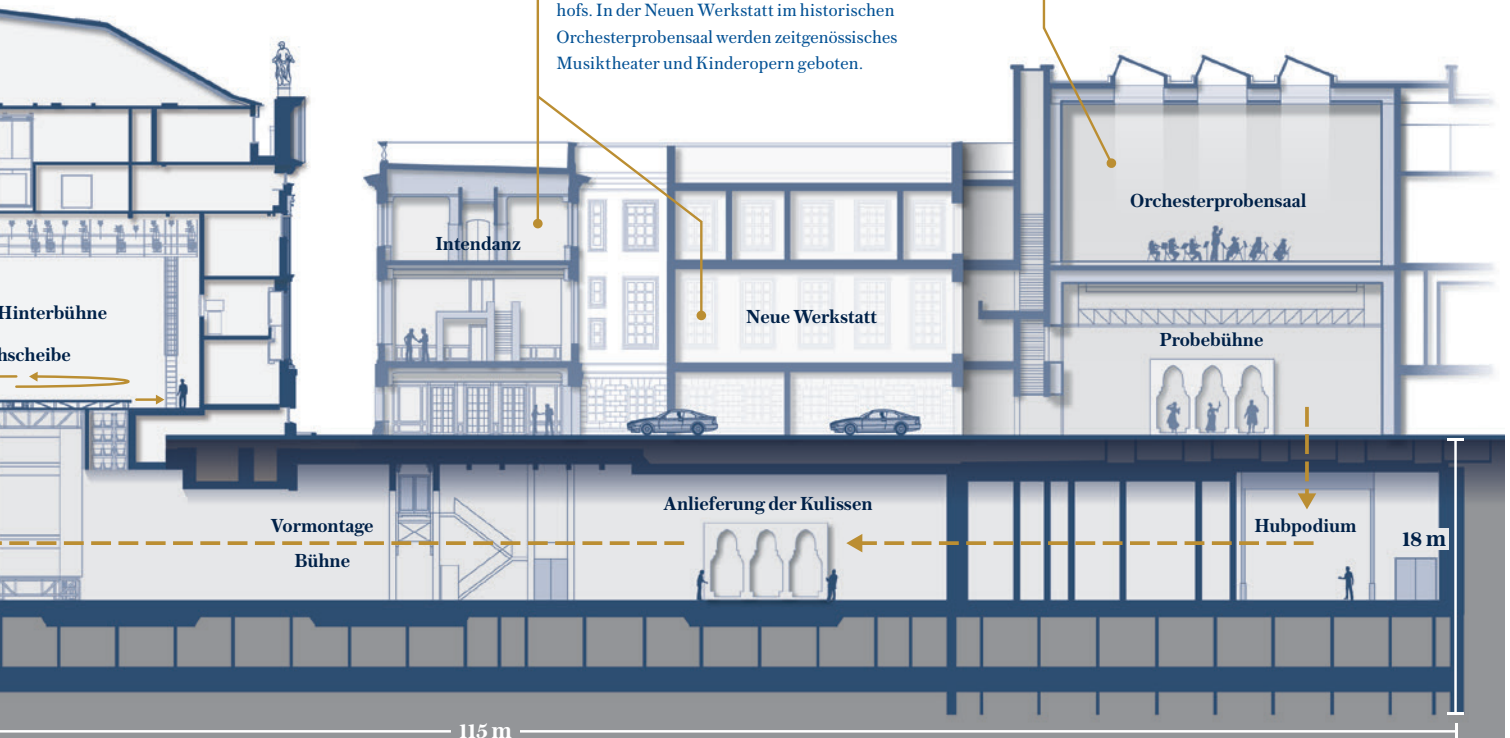 hofs. In der Neuen Werkstatt im historischen
Orchesterprobensaal werden zeitgenössisches
Musiktheater und Kinderopern geboten.
Orchesterprobensaal
Intendanz
Hinterbühne
Neue Werkstatt
Probebühne
hscheibe
Anlieferung der Kulissen
Vormontage
Bühne
Hubpodium
18 m
115 m